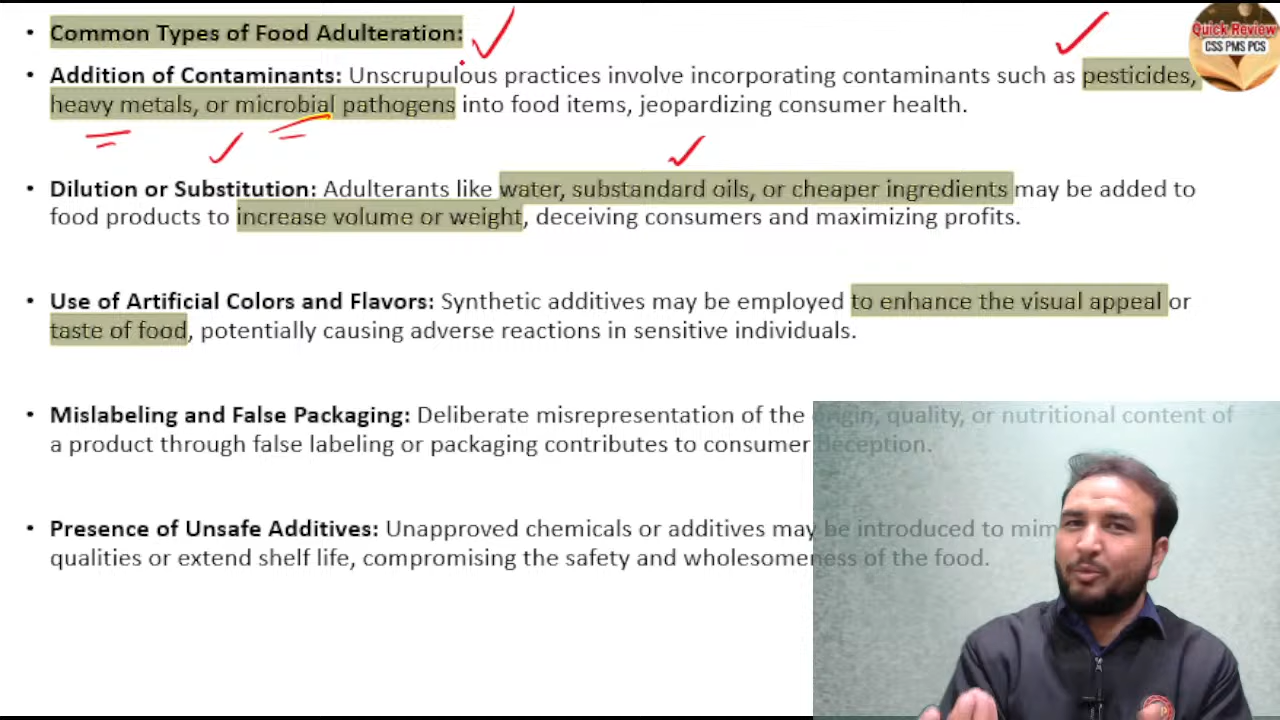 • Common Types of Food Adulteration:
• Addition of Contaminants: Unscrupulous practices involve incorporating contaminants such as pesticides,
heavy metals, or microbial pathogens into food items, jeopardizing consumer health.
• Dilution or Substitution: Adulterants like water, substandard oils, or cheaper ingredients may be added to
food products to increase volume or weight, deceiving consumers and maximizing profits.
• Use of Artificial Colors and Flavors: Synthetic additives may be employed to enhance the visual appeal or
taste of food, potentially causing adverse reactions in sensitive individuals.
• Mislabeling and False Packaging: Deliberate misrepresentation of the origin, quality, or nutritional content of
a product through false labeling or packaging contributes to consumer deception.
• Presence of Unsafe Additives: Unapproved chemicals or additives may be introduced to
qualities or extend shelf life, compromising the safety and wholesomeness of the food.
Quick Review
CSS PMS PCS